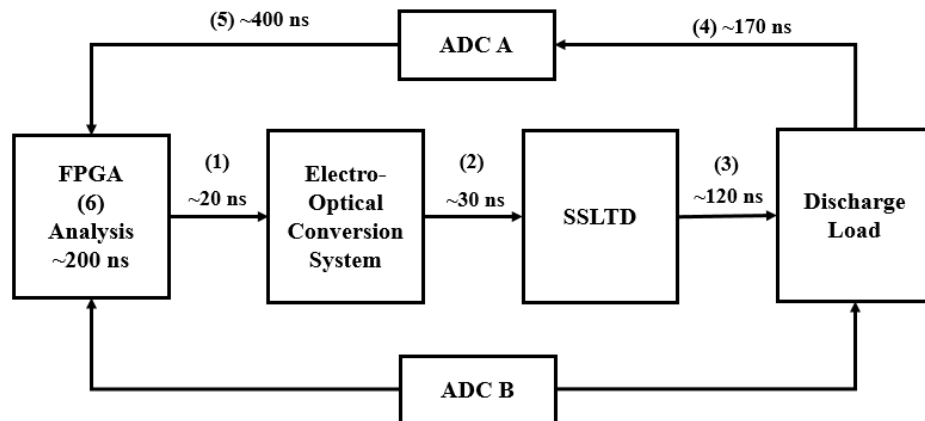 (5) ~400 ns
ADC A
(4) ~170 ns
FPGA
(6)
Analysis
~200 ns
(1)
~20 ns
Electro-
Optical
Conversion
System
(2)
~30 ns
SSLTD
(3)
~120 ns
Discharge
Load
ADC B